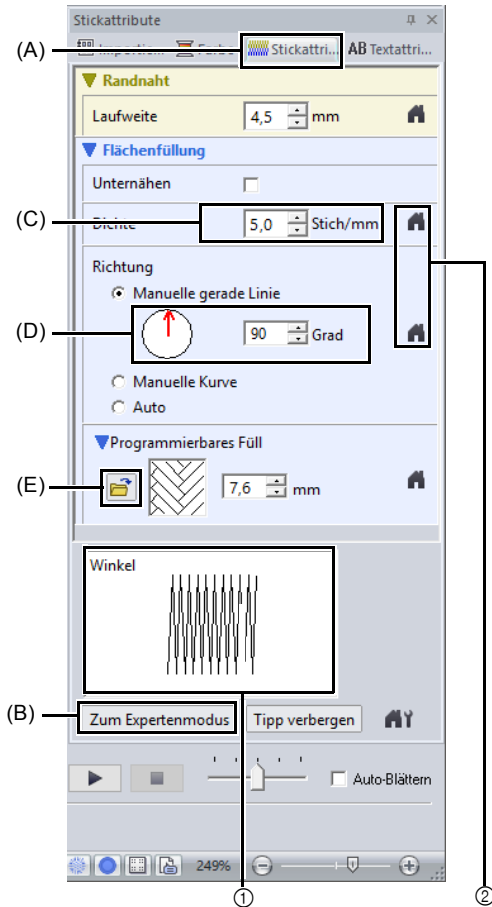 Stickattribute
(A)
Stickattri... AB Textattri...
Randnaht
Laufweite 4,5 mm
Flächenfüllung
Unternähen
(C)
Dichte 5,0 Stich/mm
Richtung
Manuelle gerade Linie
(D)
90 Grad
Manuelle Kurve
Auto
Programmierbares Füll
(E)
7,6 mm
Winkel
(B)
Zum Expertenmodus Tipp verbergen
Auto-Blättern
249%
① ②